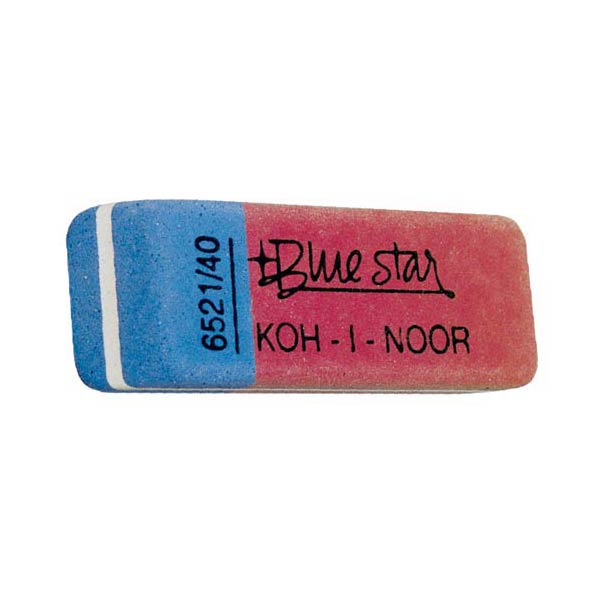 6521/40
Blue star
KOH-I-NOOR